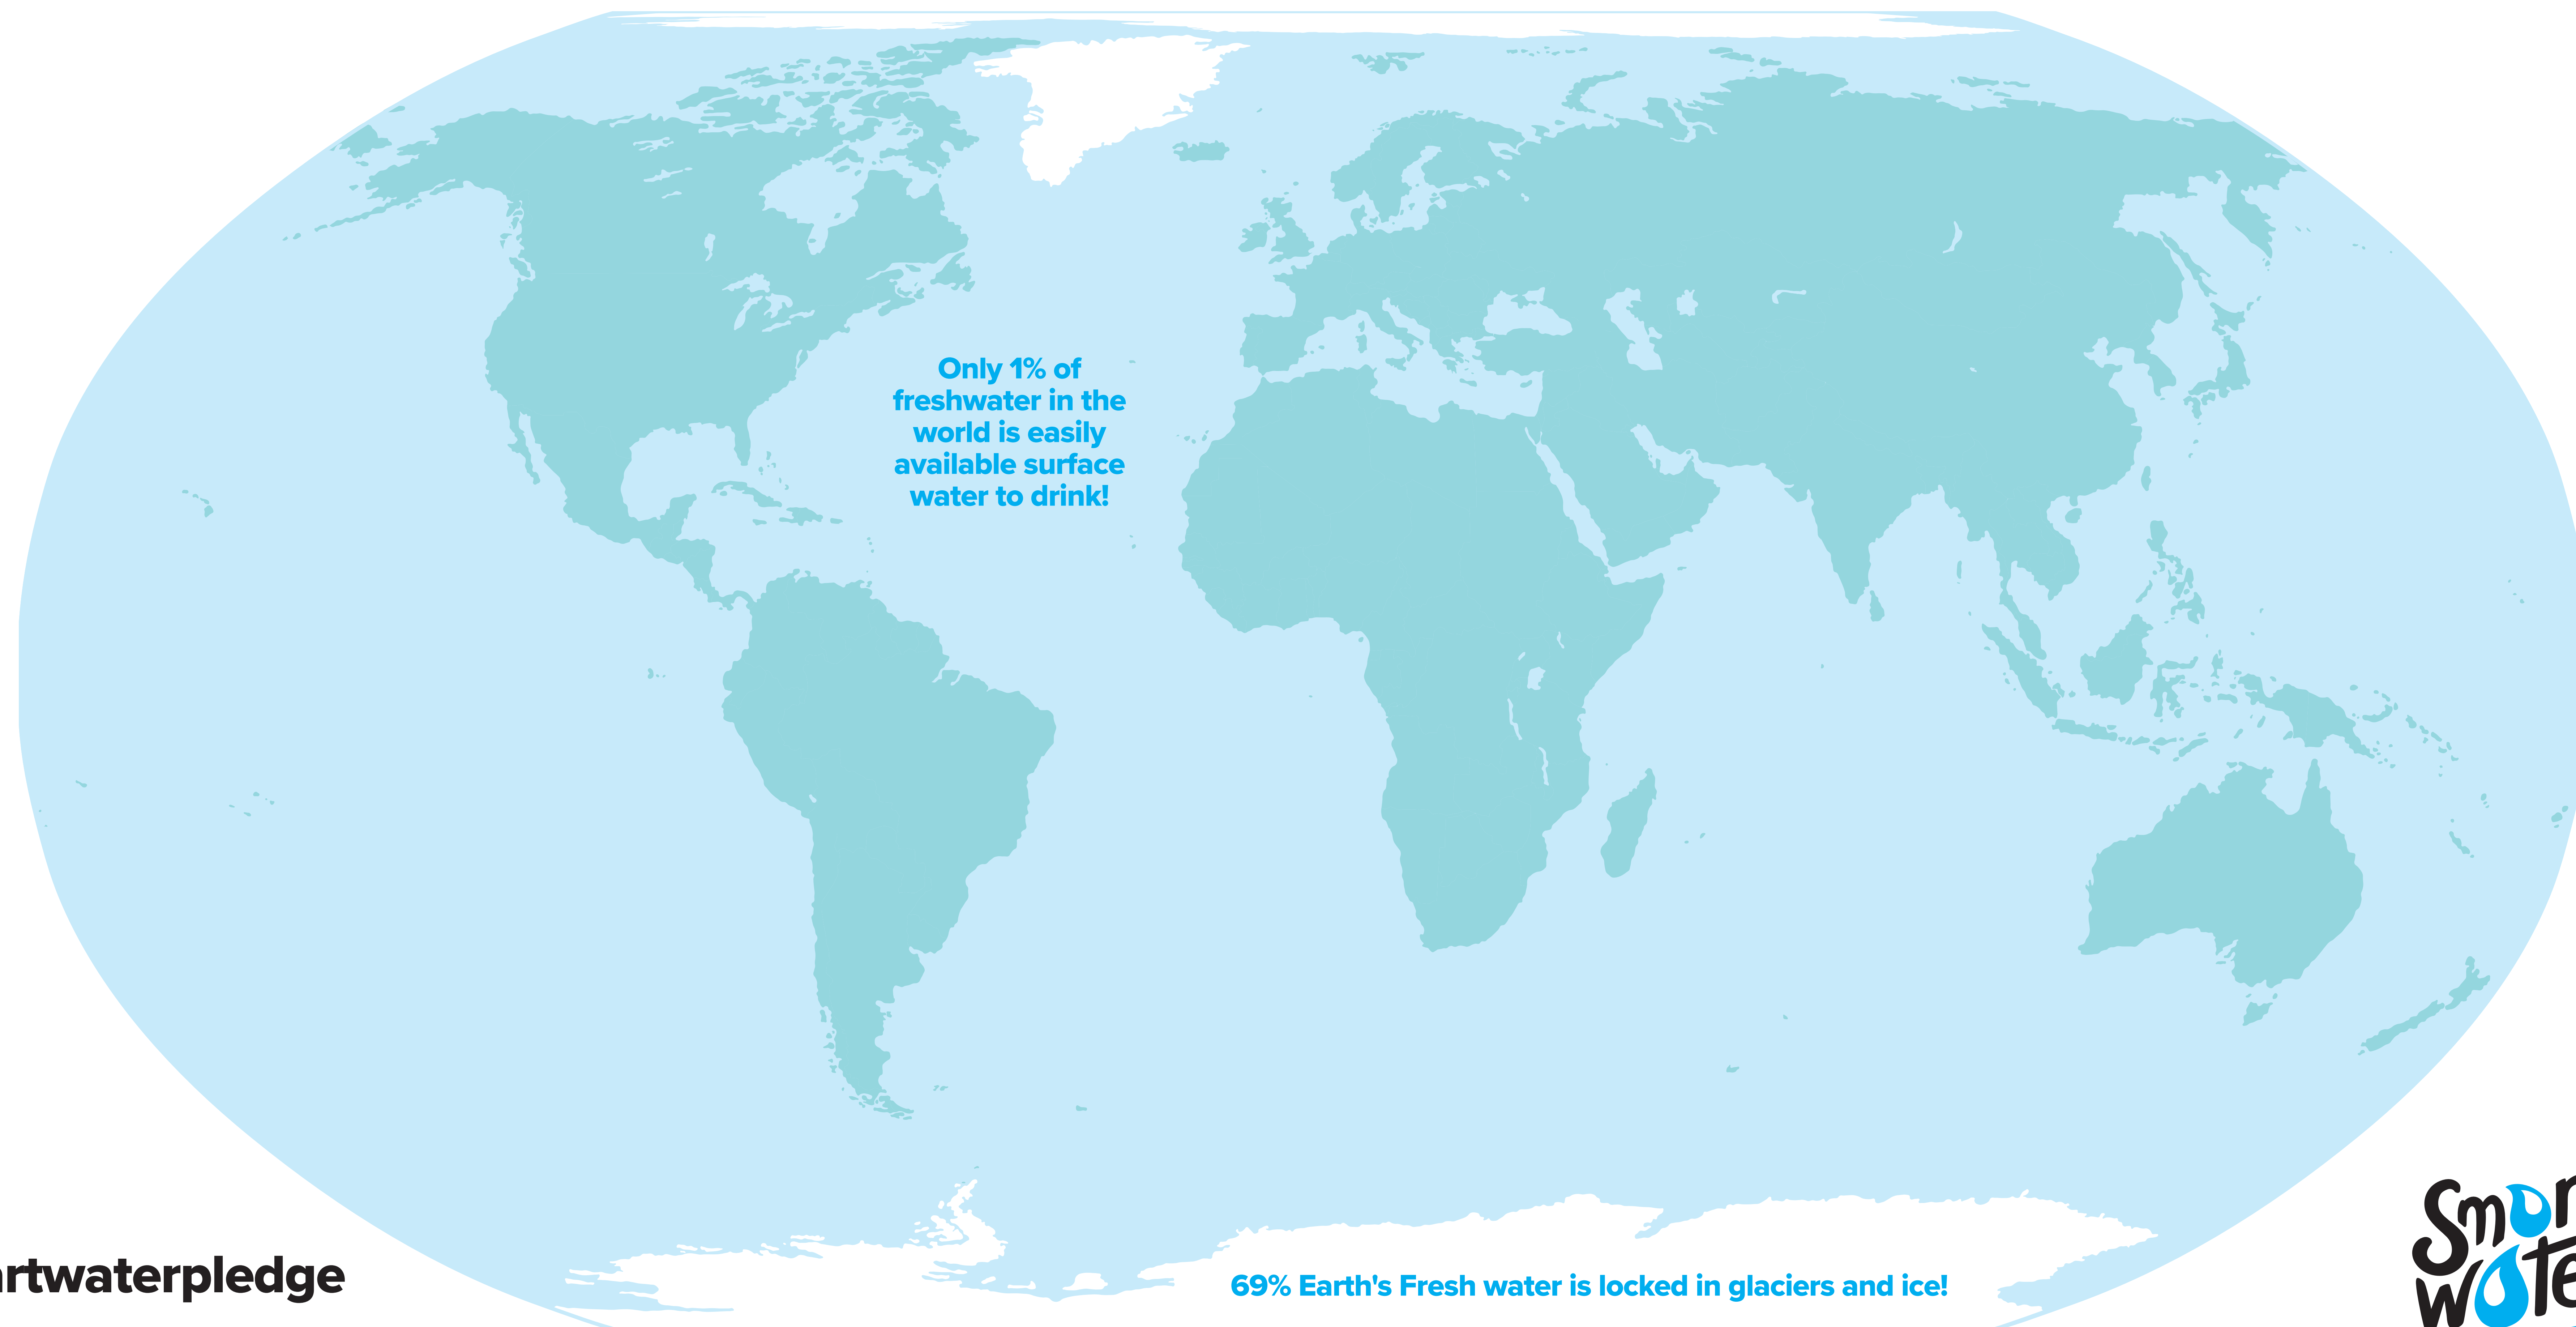 Only 1% of
freshwater in the
world is easily
available surface
water to drink!
69% Earth's Fresh water is locked in glaciers and ice!
artwaterpledge